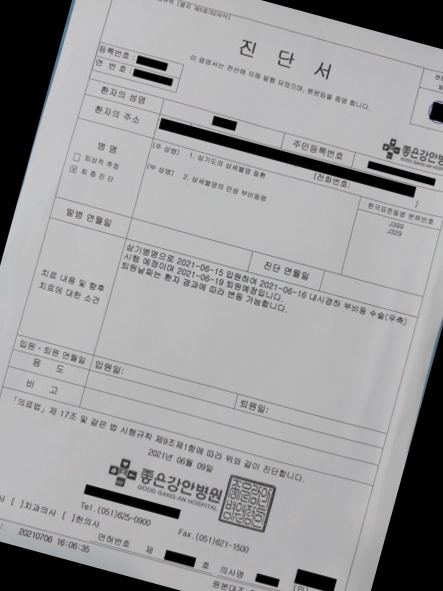 진 단 서
이 증명서는 전산에 의해 발행 되었으며, 원본임을 증명 합니다.
등록번호 :
연 번 호 :
환자의 성명
주민등록번호
좋은강안병원
GOOD GANG-AN HOSPITAL
환자의 주소
(전화번호: )
병 명
임상적 추정
최 종 진 단
(주 상병) 1. 상기도의 상세불명 질환
(부 상병) 2. 상세불명의 만성 부비동염
한국표준질병 분류번호
J399
J329
발병 연월일
진단 연월일
치료 내용 및 향후
치료에 대한 소견
상기병명으로 2021-06-15 입원하여 2021-06-16 내시경하 부비동 수술(우측)
시행 예정이며 2021-06-19 퇴원예정입니다.
퇴원날짜는 환자 경과에 따라 변동 가능합니다.
입원·퇴원 연월일
입원일:
퇴원일:
용 도
비 고
「의료법」 제 17조 및 같은 법 시행규칙 제9조제1항에 따라 위와 같이 진단합니다.
2021년 06월 09일
좋은강안병원
GOOD GANG-AN HOSPITAL
Tel.(051)625-0900
Fax.(051)621-1500
[ ]치과의사 [ ]한의사
면허번호 제 호 의사명
20210706 16:06:35
원본대조